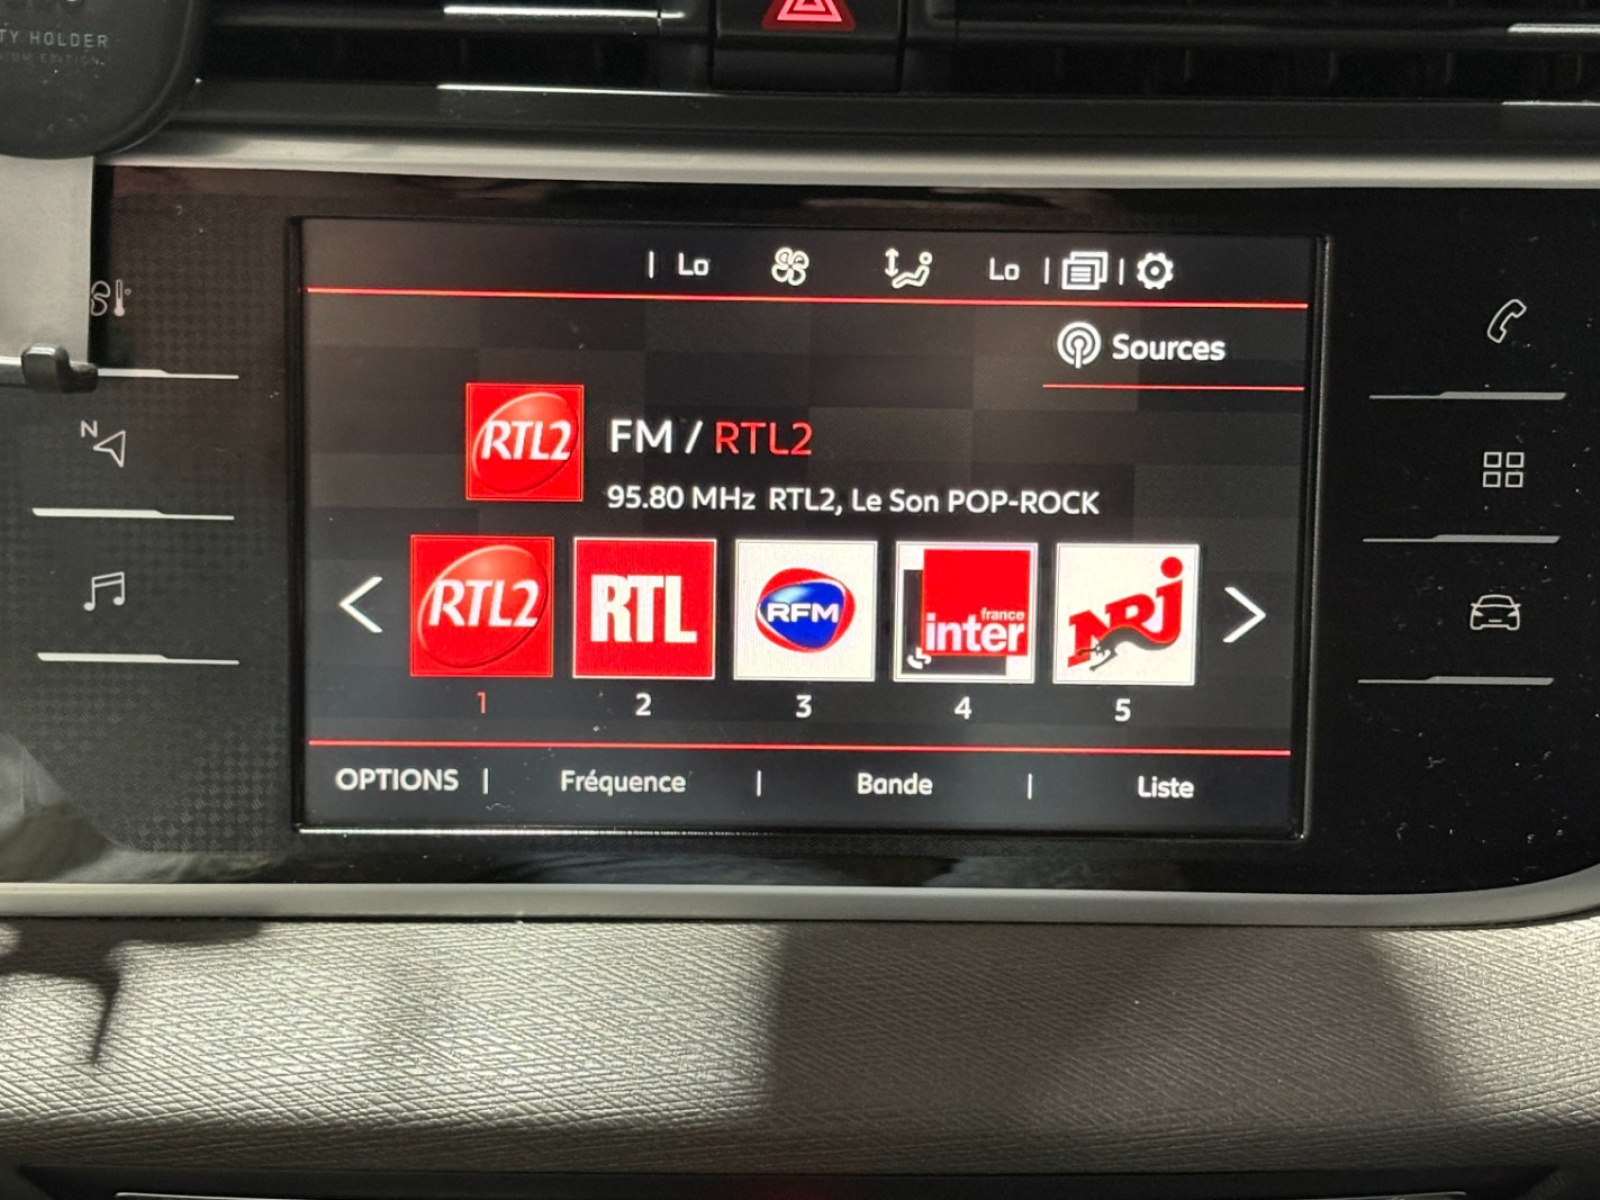 TY HOLDER
Lo
Lo
Sources
RTL2
FM / RTL2
95.80 MHz RTL2, Le Son POP-ROCK
RTL2
RTL
RFM
france
inter
NRJ
1
2
3
4
5
OPTIONS | Fréquence | Bande | Liste
N